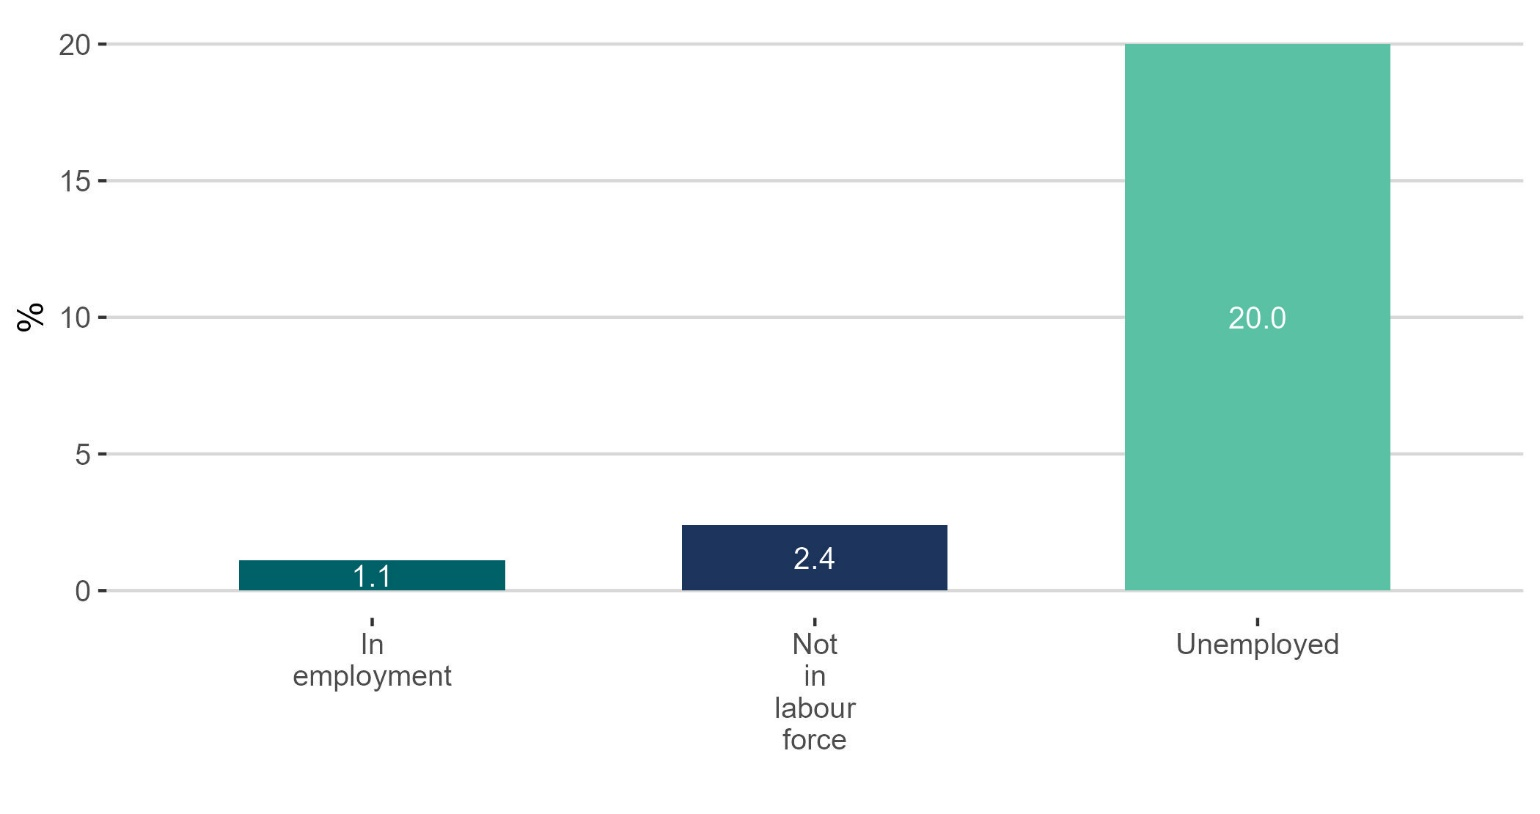 20
15
10
5
0
%
1.1
2.4
20.0
In
employment
Not
in
labour
force
Unemployed